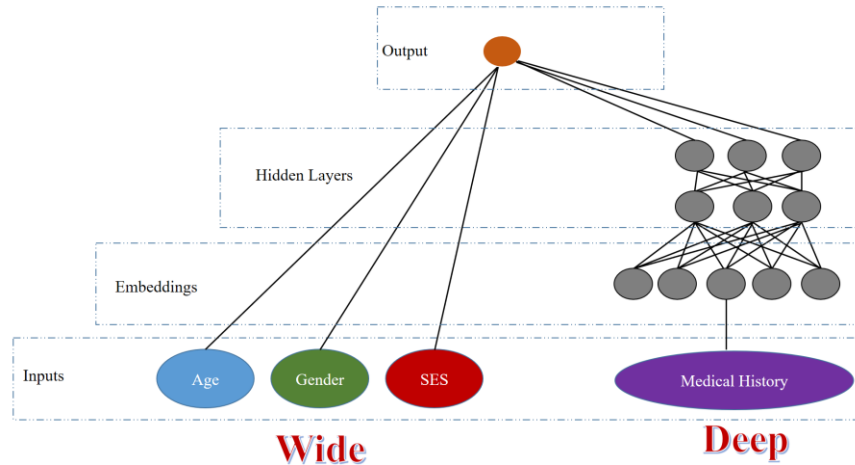 Output
Hidden Layers
Embeddings
Inputs
Age
Gender
SES
Medical History
Wide
Deep